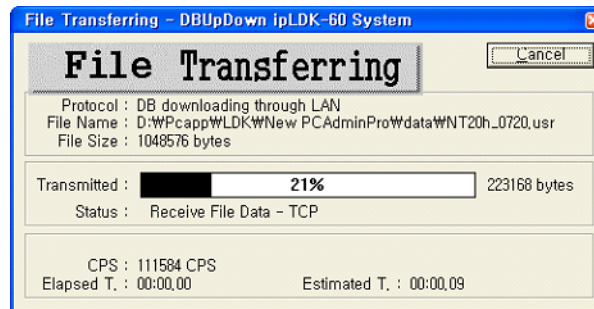 File Transferring - DBUpDown ipLDK-60 System
File Transferring
Cancel
Protocol : DB downloading through LAN
File Name : D:₩Pcapp₩LDK₩New PCAdminPro₩data₩NT20h_0720.usr
File Size : 1048576 bytes
Transmitted : 21% 223168 bytes
Status : Receive File Data - TCP
CPS : 111584 CPS
Elapsed T. : 00:00.00 Estimated T. : 00:00.09